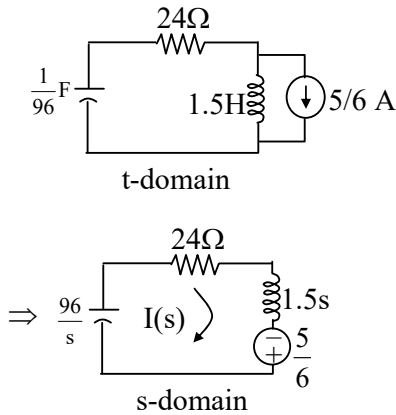 24Ω
1/96 F
1.5H
5/6 A
t-domain
24Ω
⇒ 96/s
I(s)
1.5s
− +
5/6
s-domain